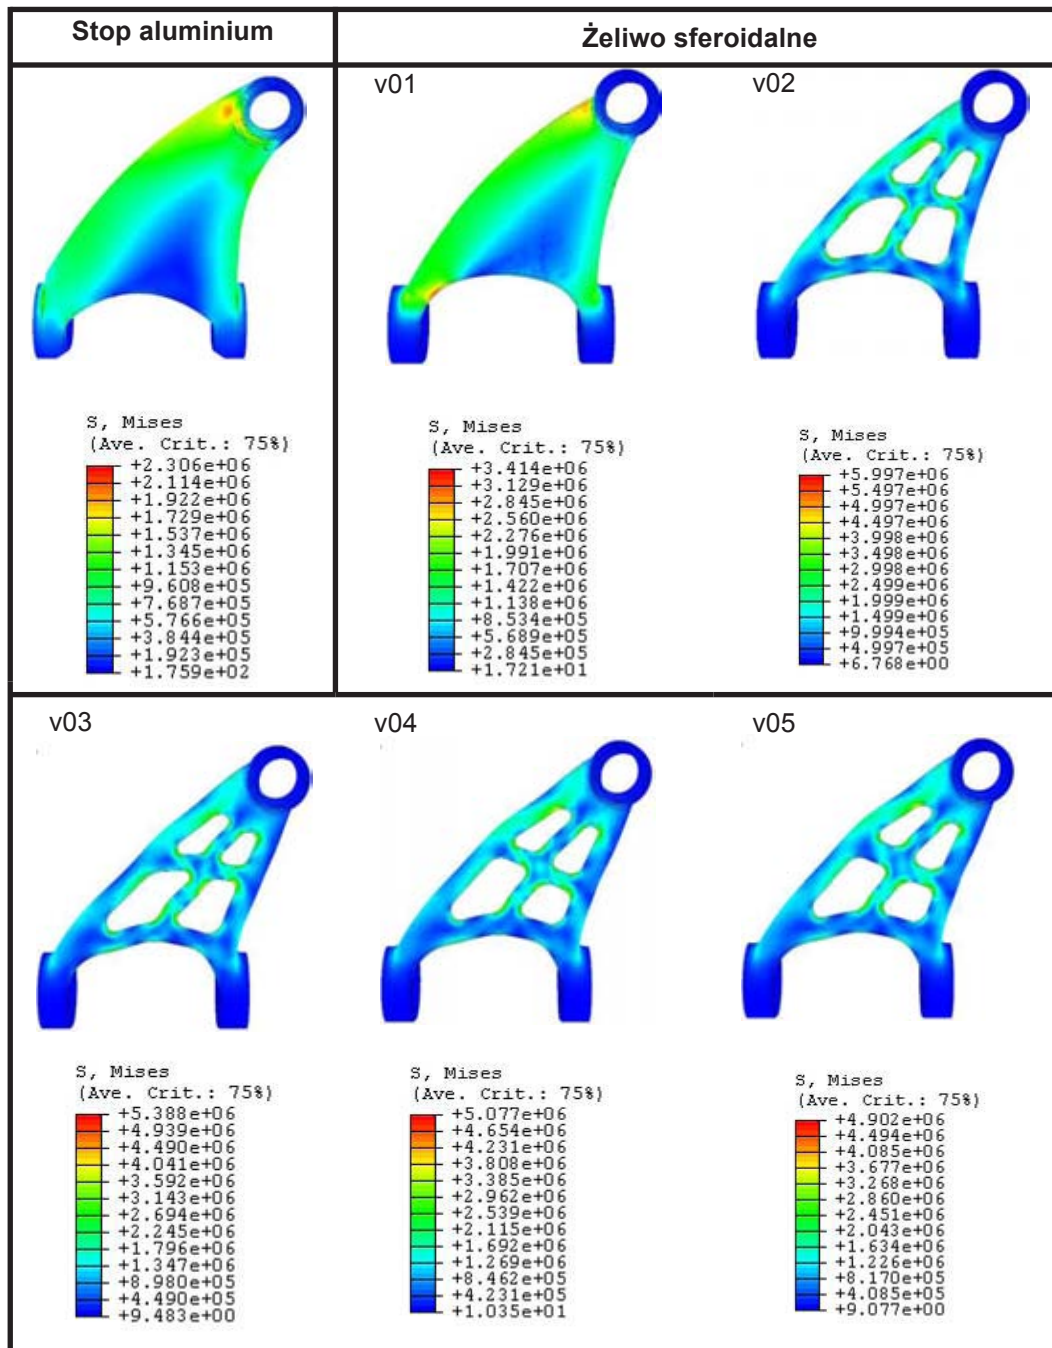 Stop aluminium
Żeliwo sferoidalne
v01
v02
S, Mises
(Ave. Crit.: 75%)
+2.306e+06
+2.114e+06
+1.922e+06
+1.729e+06
+1.537e+06
+1.345e+06
+1.153e+06
+9.608e+05
+7.687e+05
+5.766e+05
+3.844e+05
+1.923e+05
+1.759e+02
S, Mises
(Ave. Crit.: 75%)
+3.414e+06
+3.129e+06
+2.845e+06
+2.560e+06
+2.276e+06
+1.991e+06
+1.707e+06
+1.422e+06
+1.138e+06
+8.534e+05
+5.689e+05
+2.845e+05
+1.721e+01
S, Mises
(Ave. Crit.: 75%)
+5.997e+06
+5.497e+06
+4.997e+06
+4.497e+06
+3.998e+06
+3.498e+06
+2.998e+06
+2.499e+06
+1.999e+06
+1.499e+06
+9.994e+05
+4.997e+05
+6.768e+00
v03
v04
v05
S, Mises
(Ave. Crit.: 75%)
+5.388e+06
+4.939e+06
+4.490e+06
+4.041e+06
+3.592e+06
+3.143e+06
+2.694e+06
+2.245e+06
+1.796e+06
+1.347e+06
+8.980e+05
+4.490e+05
+9.483e+00
S, Mises
(Ave. Crit.: 75%)
+5.077e+06
+4.654e+06
+4.231e+06
+3.808e+06
+3.385e+06
+2.962e+06
+2.539e+06
+2.115e+06
+1.692e+06
+1.269e+06
+8.462e+05
+4.231e+05
+1.035e+01
S, Mises
(Ave. Crit.: 75%)
+4.902e+06
+4.494e+06
+4.085e+06
+3.677e+06
+3.268e+06
+2.860e+06
+2.451e+06
+2.043e+06
+1.634e+06
+1.226e+06
+8.170e+05
+4.085e+05
+9.077e+00